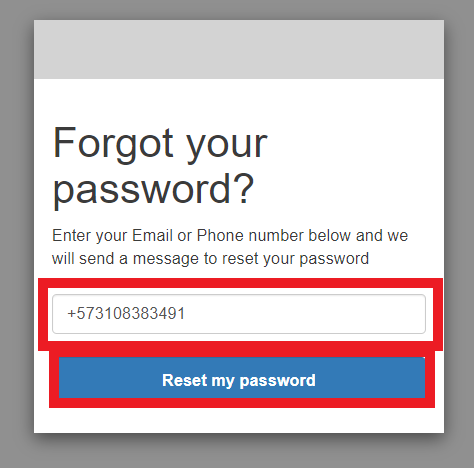 Forgot your
password?
Enter your Email or Phone number below and we
will send a message to reset your password
+573108383491
Reset my password